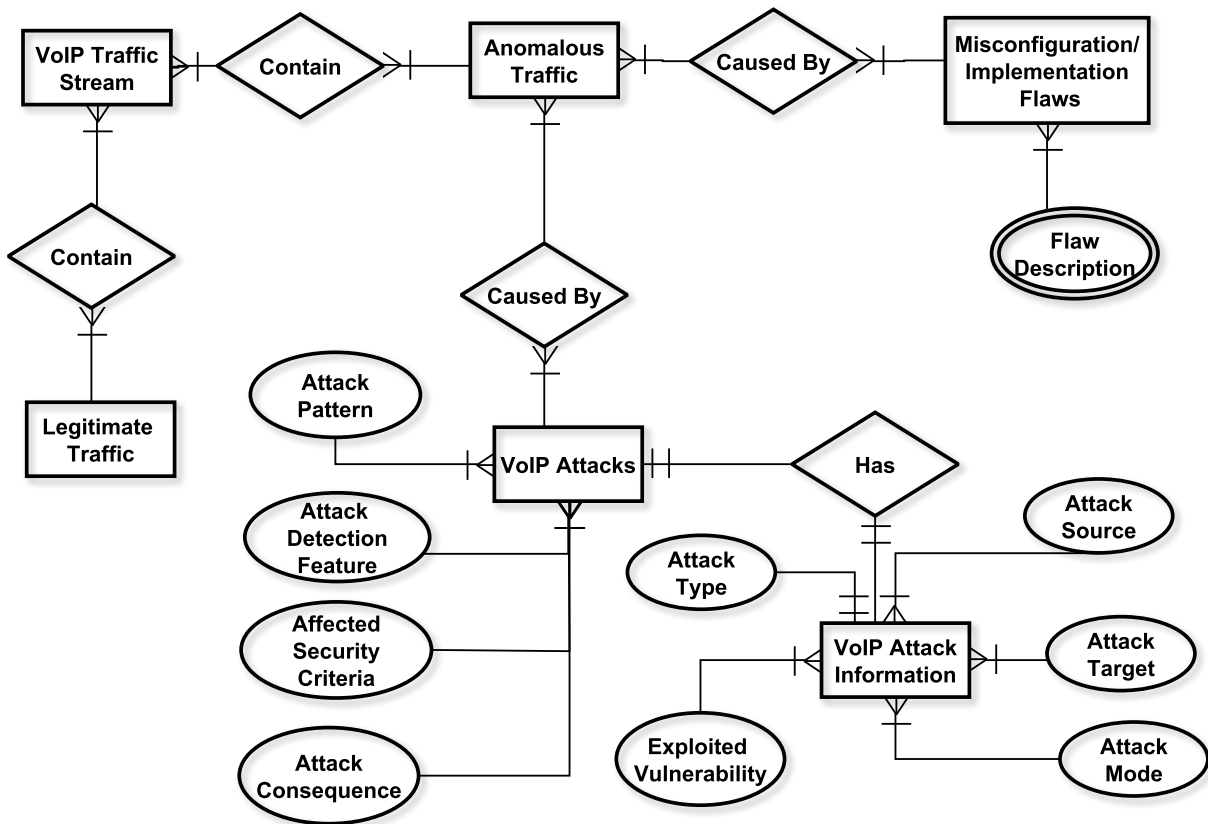 VoIP Traffic
Stream
Contain
Anomalous
Traffic
Caused By
Misconfiguration/
Implementation
Flaws
Contain
Flaw
Description
Caused By
Attack
Pattern
Legitimate
Traffic
VoIP Attacks
Has
Attack
Source
Attack
Detection
Feature
Attack
Type
Affected
Security
Criteria
VoIP Attack
Information
Attack
Target
Exploited
Vulnerability
Attack
Mode
Attack
Consequence